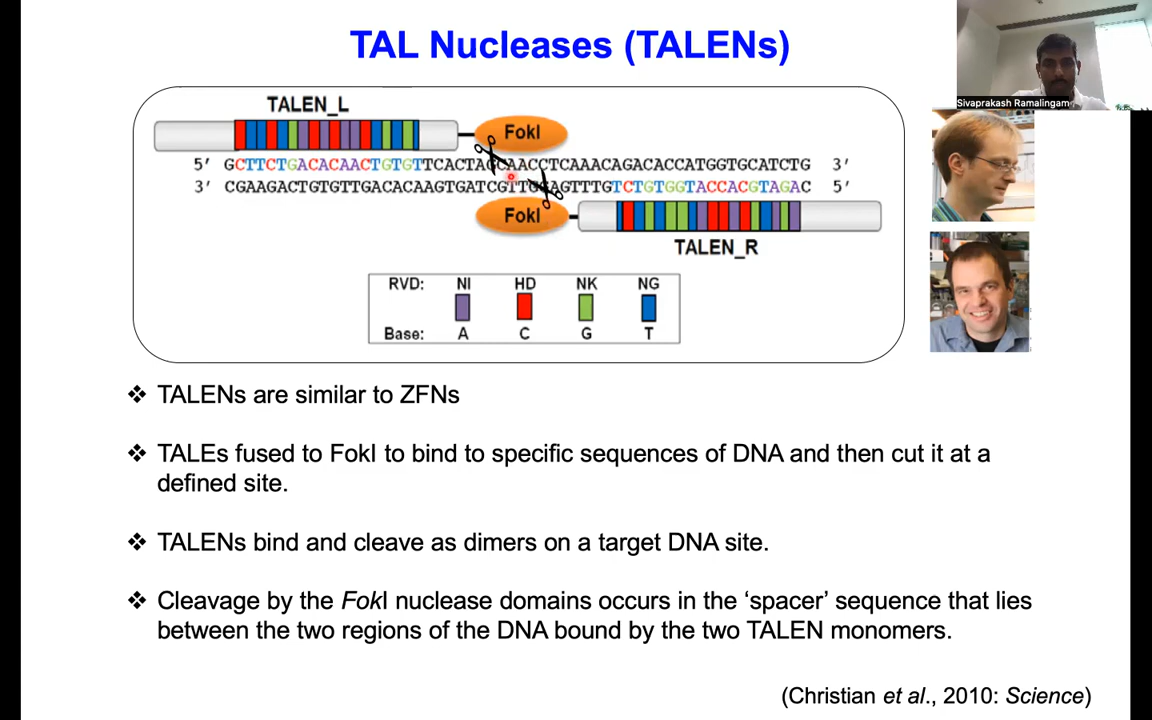 TAL Nucleases (TALENs)
Sivaprakash Ramalingam
TALEN_L
FokI
5' GCTTCTGACACAACTGTGTTCACTAGCAACCTCAAACAGACACCATGGTGCATCTG 3'
3' CGAAGACTGTGTTGACACAAGTGATCGTTGGAGTTTGTCTGTGGTACCACGTAGAC 5'
FokI
TALEN_R
RVD: NI HD NK NG
Base: A C G T
❖ TALENs are similar to ZFNs
❖ TALEs fused to FokI to bind to specific sequences of DNA and then cut it at a
defined site.
❖ TALENs bind and cleave as dimers on a target DNA site.
❖ Cleavage by the FokI nuclease domains occurs in the ‘spacer’ sequence that lies
between the two regions of the DNA bound by the two TALEN monomers.
(Christian et al., 2010: Science)